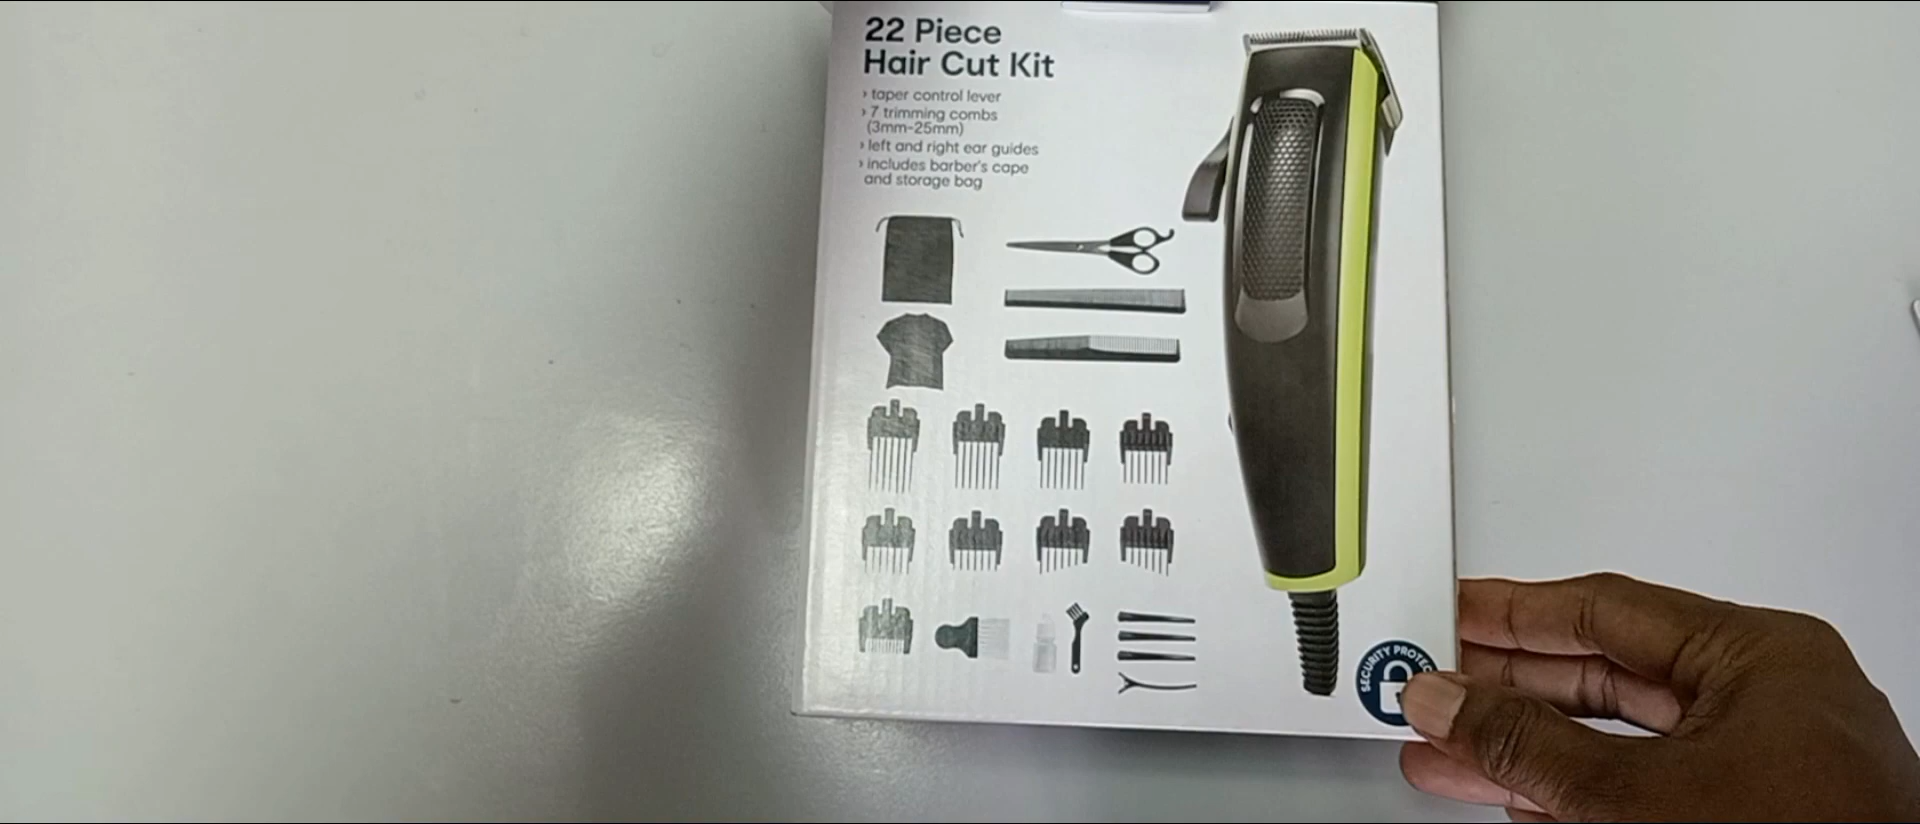 22 Piece
Hair Cut Kit
› taper control lever
› 7 trimming combs
(3mm-25mm)
› left and right ear guides
› includes barber's cape
and storage bag
SECURITY